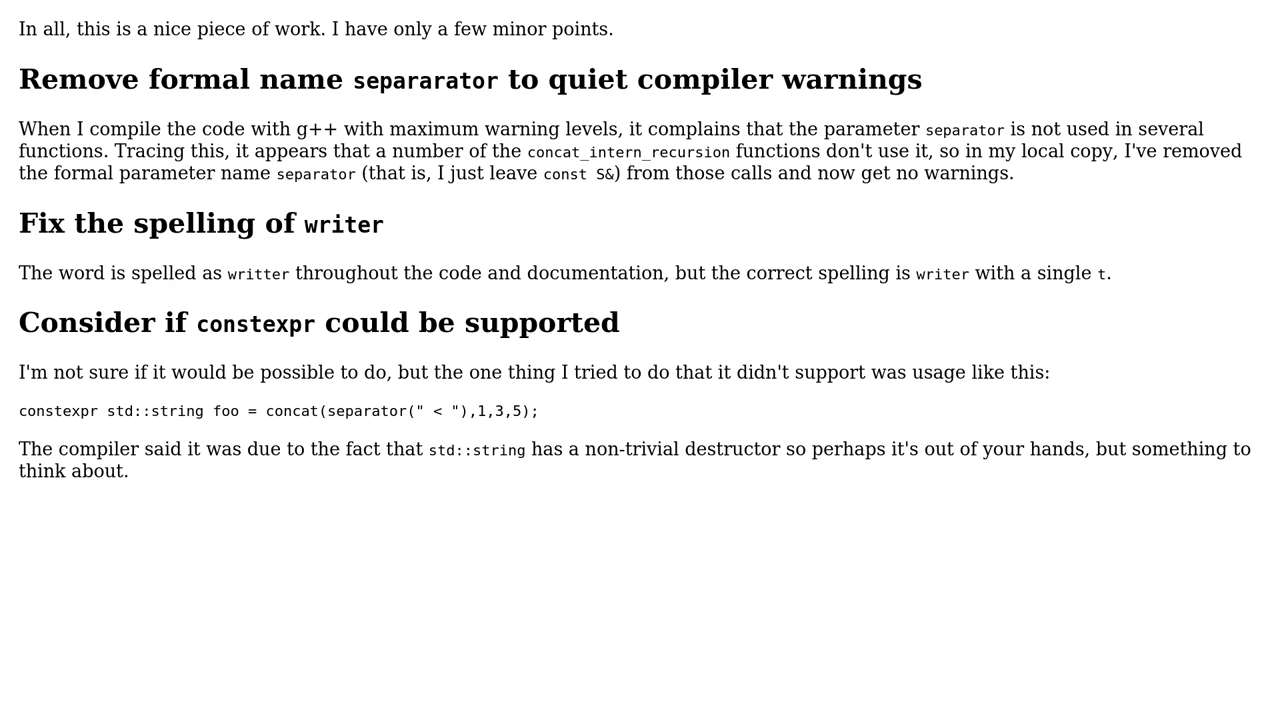 In all, this is a nice piece of work. I have only a few minor points.
Remove formal name separarator to quiet compiler warnings
When I compile the code with g++ with maximum warning levels, it complains that the parameter separator is not used in several
functions. Tracing this, it appears that a number of the concat_intern_recursion functions don't use it, so in my local copy, I've removed
the formal parameter name separator (that is, I just leave const S&) from those calls and now get no warnings.
Fix the spelling of writer
The word is spelled as writter throughout the code and documentation, but the correct spelling is writer with a single t.
Consider if constexpr could be supported
I'm not sure if it would be possible to do, but the one thing I tried to do that it didn't support was usage like this:
constexpr std::string foo = concat(separator(" < "),1,3,5);
The compiler said it was due to the fact that std::string has a non-trivial destructor so perhaps it's out of your hands, but something to
think about.